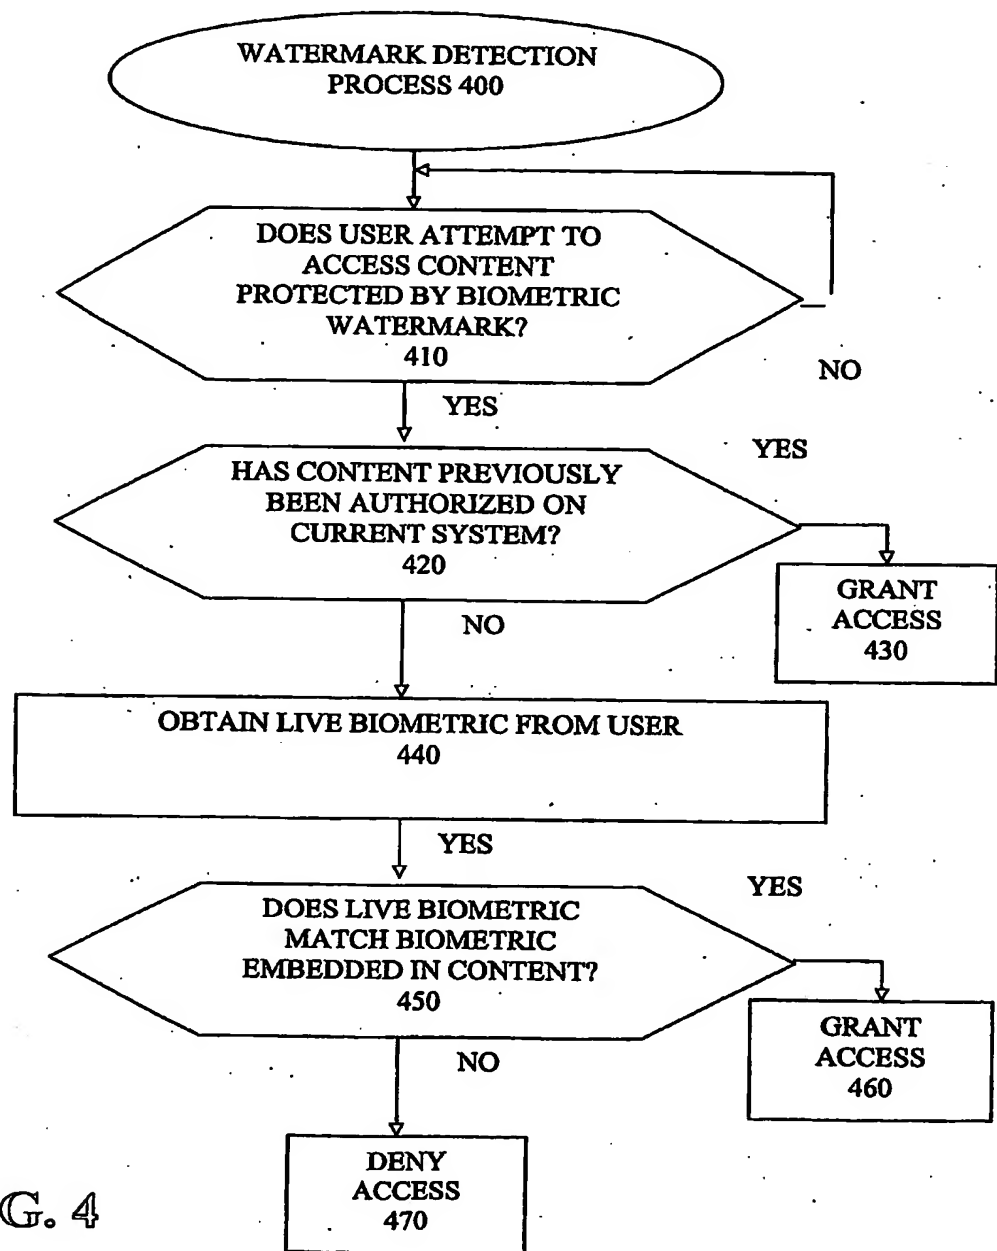 WATERMARK DETECTION
PROCESS 400
DOES USER ATTEMPT TO
ACCESS CONTENT
PROTECTED BY BIOMETRIC
WATERMARK?
410
NO
YES
YES
HAS CONTENT PREVIOUSLY
BEEN AUTHORIZED ON
CURRENT SYSTEM?
420
GRANT
ACCESS
430
NO
OBTAIN LIVE BIOMETRIC FROM USER
440
YES
YES
DOES LIVE BIOMETRIC
MATCH BIOMETRIC
EMBEDDED IN CONTENT?
450
GRANT
ACCESS
460
NO
DENY
ACCESS
470
G. 4